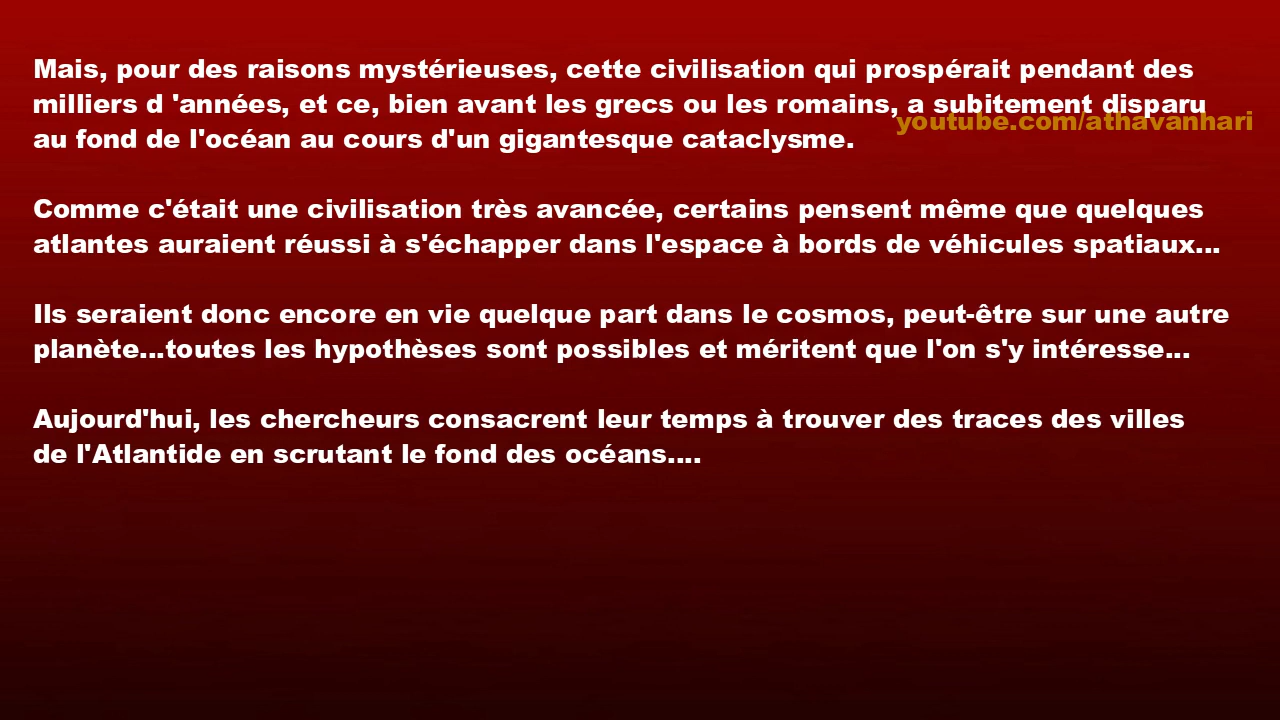 Mais, pour des raisons mystérieuses, cette civilisation qui prospérait pendant des
milliers d 'années, et ce, bien avant les grecs ou les romains, a subitement disparu
youtube.com/athavanhari
au fond de l'océan au cours d'un gigantesque cataclysme.
Comme c'était une civilisation très avancée, certains pensent même que quelques
atlantes auraient réussi à s'échapper dans l'espace à bords de véhicules spatiaux...
Ils seraient donc encore en vie quelque part dans le cosmos, peut-être sur une autre
planète...toutes les hypothèses sont possibles et méritent que l'on s'y intéresse...
Aujourd'hui, les chercheurs consacrent leur temps à trouver des traces des villes
de l'Atlantide en scrutant le fond des océans....